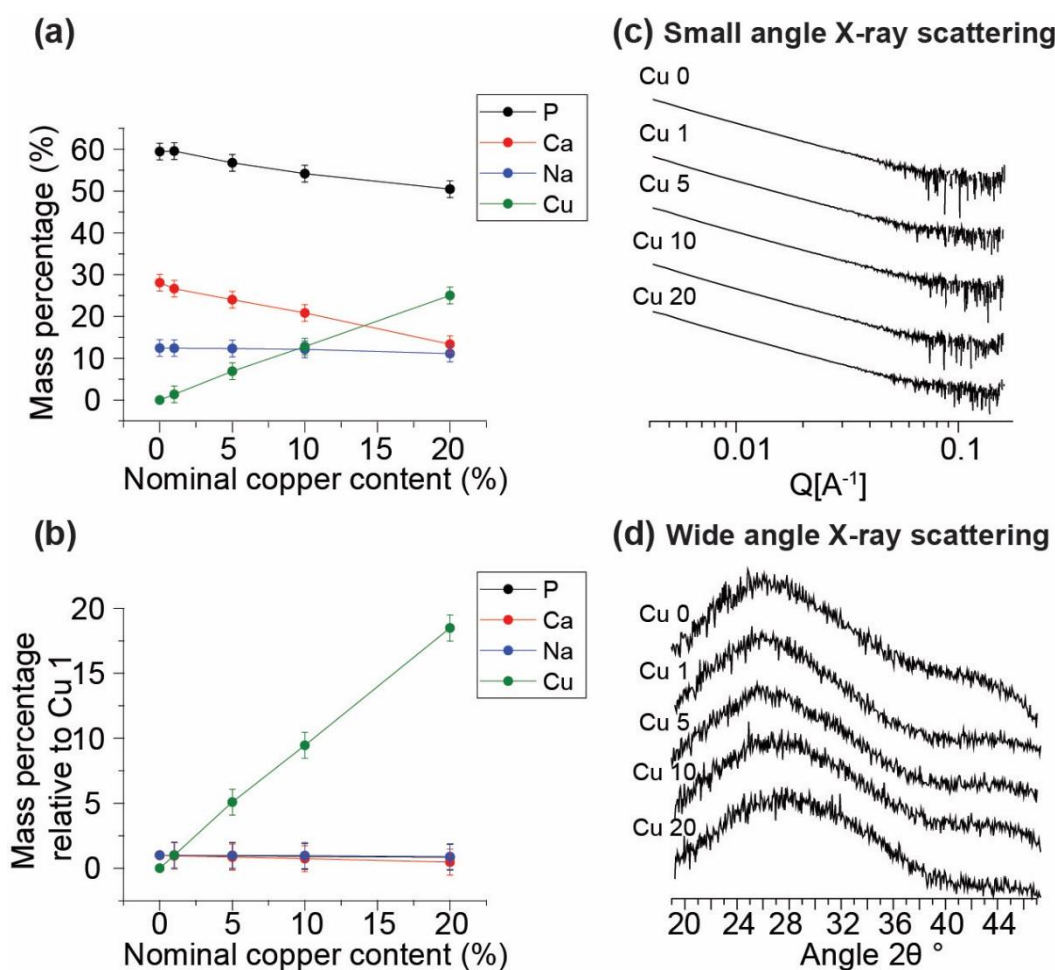 (a)
P
Ca
Na
Cu
Mass percentage (%)
60
50
40
30
20
10
0
0 5 10 15 20
Nominal copper content (%)
(b)
P
Ca
Na
Cu
Mass percentage
relative to Cu 1
20
15
10
5
0
0 5 10 15 20
Nominal copper content (%)
(c) Small angle X-ray scattering
Cu 0
Cu 1
Cu 5
Cu 10
Cu 20
0.01 0.1
Q[A⁻¹]
(d) Wide angle X-ray scattering
Cu 0
Cu 1
Cu 5
Cu 10
Cu 20
20 24 28 32 36 40 44
Angle 2θ °